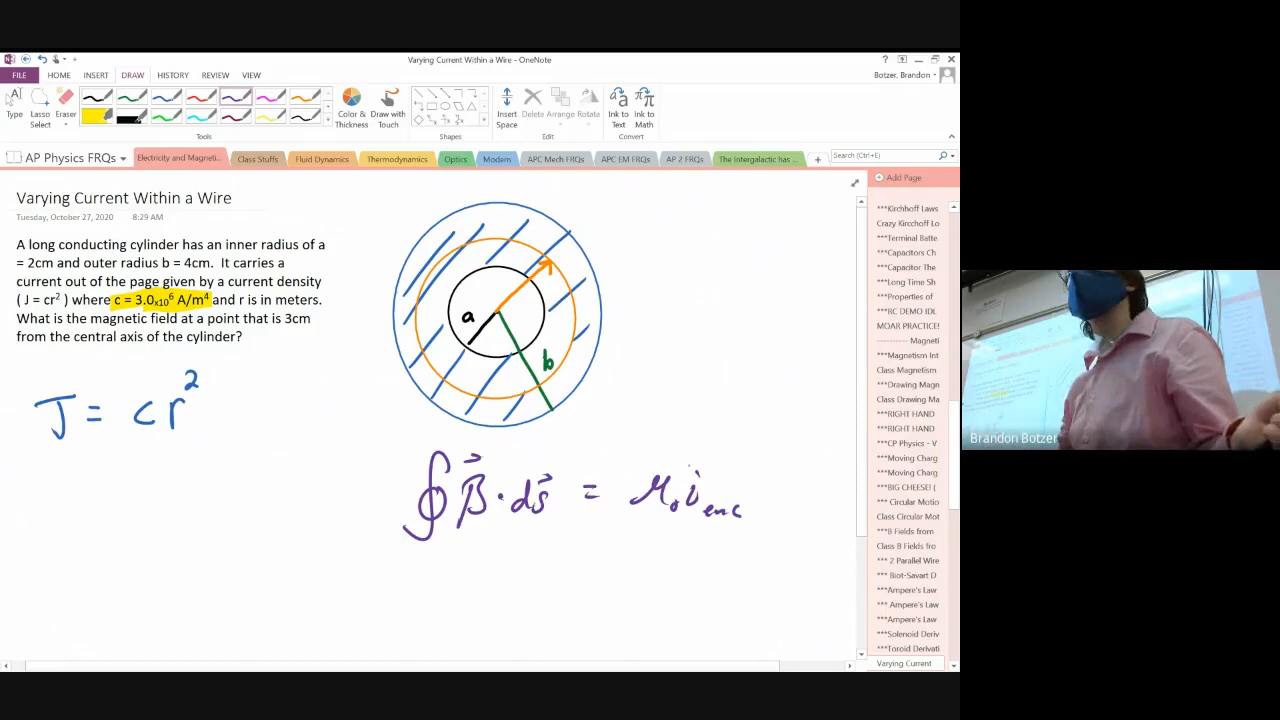 Varying Current Within a Wire - OneNote
FILE HOME INSERT DRAW HISTORY REVIEW VIEW
Botzer, Brandon
Type
Lasso Select
Eraser
Color & Thickness
Draw with Touch
Insert Space
Delete
Arrange
Rotate
Ink to Text
Ink to Math
Tools
Shapes
Edit
Convert
AP Physics FRQs
Electricity and Magneti...
Class Stuffs
Fluid Dynamics
Thermodynamics
Optics
Modern
APC Mech FRQs
APC EM FRQs
AP 2 FRQs
The Intergalactic has ...
Search (Ctrl+E)
Varying Current Within a Wire
Tuesday, October 27, 2020 8:29 AM
A long conducting cylinder has an inner radius of a
= 2cm and outer radius b = 4cm. It carries a
current out of the page given by a current density
( J = cr² ) where c = 3.0x10⁶ A/m⁴ and r is in meters.
What is the magnetic field at a point that is 3cm
from the central axis of the cylinder?
J = cr²
a
b
∮ B⃗ · ds⃗ = μ₀ i enc
Add Page
***Kirchhoff Laws
Crazy Kircchoff Lo
***Terminal Batte
***Capacitors Ch
***Capacitor The
***Long Time Sh
***Properties of
***RC DEMO IDL
MOAR PRACTICE!
---------- Magneti
***Magnetism Int
Class Magnetism
***Drawing Magn
Class Drawing Ma
***RIGHT HAND
***RIGHT HAND
***CP Physics - V
***Moving Charg
***Moving Charg
***BIG CHEESE! (
*** Circular Motio
Class Circular Mot
***B Fields from
Class B Fields fro
*** 2 Parallel Wire
*** Biot-Savart D
***Ampere's Law
*** Ampere's Law
***Ampere's Law
***Solenoid Deriv
***Toroid Derivati
Varying Current
Brandon Botzer